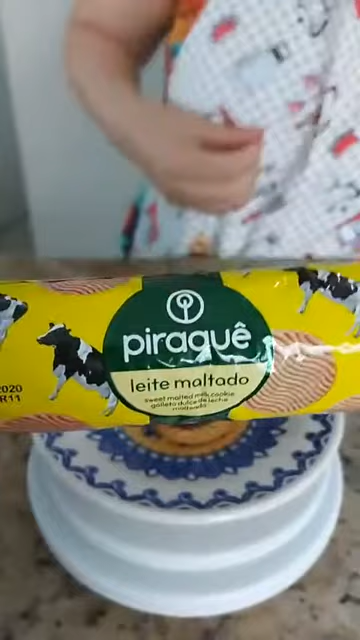 piraquê
leite maltado
sweet malted milk cookie
galleta dulce de leche
malteada
2020
R11